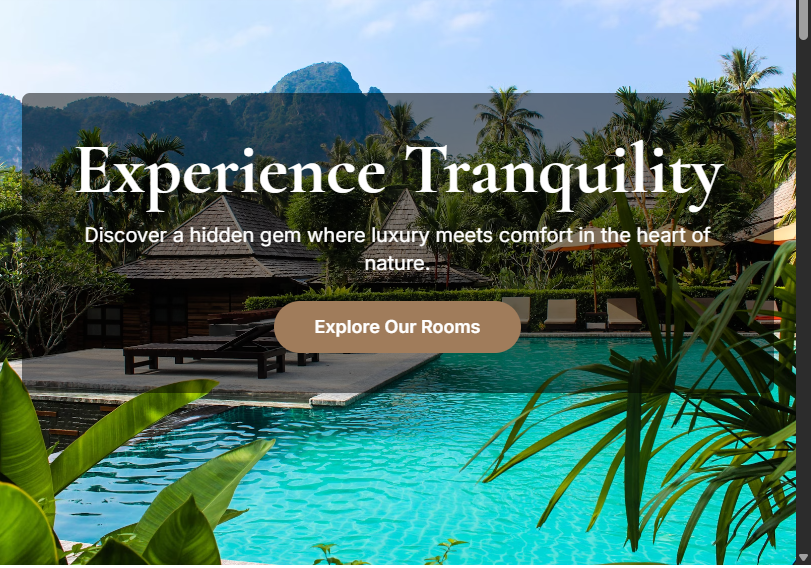 Experience Tranquility
Discover a hidden gem where luxury meets comfort in the heart of
nature.
Explore Our Rooms